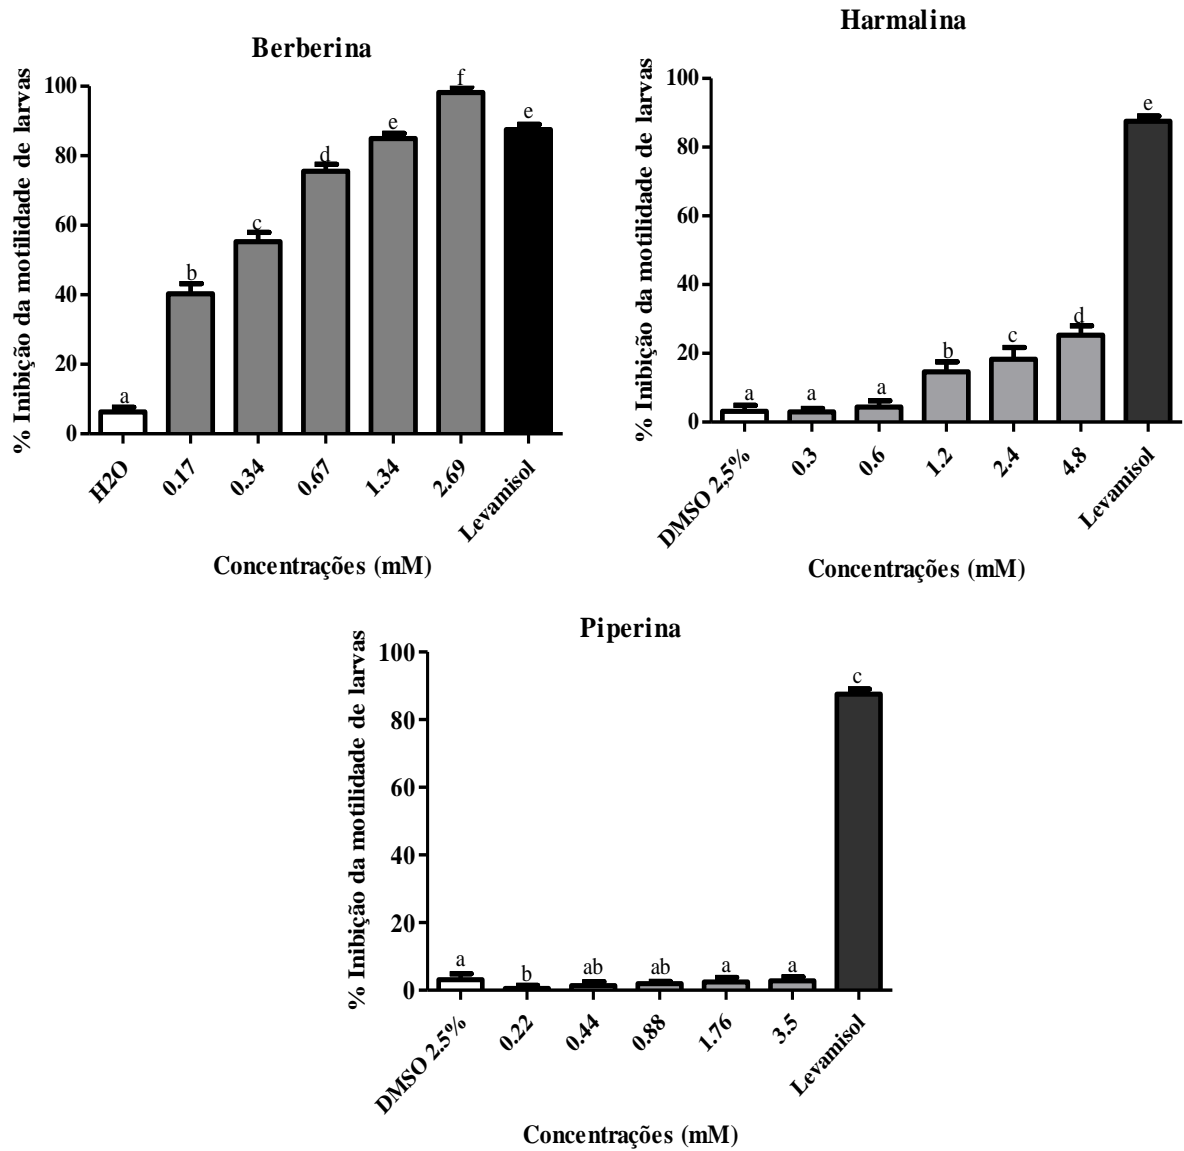 Berberina
% Inibição da motilidade de larvas
100
80
60
40
20
0
a
b
c
d
e
f
e
H2O
0.17
0.34
0.67
1.34
2.69
Levamisol
Concentrações (mM)
Harmalina
% Inibição da motilidade de larvas
100
80
60
40
20
0
a
a
a
b
c
d
e
DMSO 2,5%
0.3
0.6
1.2
2.4
4.8
Levamisol
Concentrações (mM)
Piperina
% Inibição da motilidade de larvas
100
80
60
40
20
0
a
b
ab
ab
a
a
c
DMSO 2.5%
0.22
0.44
0.88
1.76
3.5
Levamisol
Concentrações (mM)